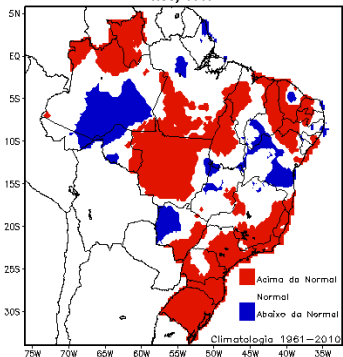 5N
EQ
5S
10S
15S
20S
25S
30S
Acima da Normal
Normal
Abaixo da Normal
Climatologia 1961-2010
75W 70W 65W 60W 55W 50W 45W 40W 35W